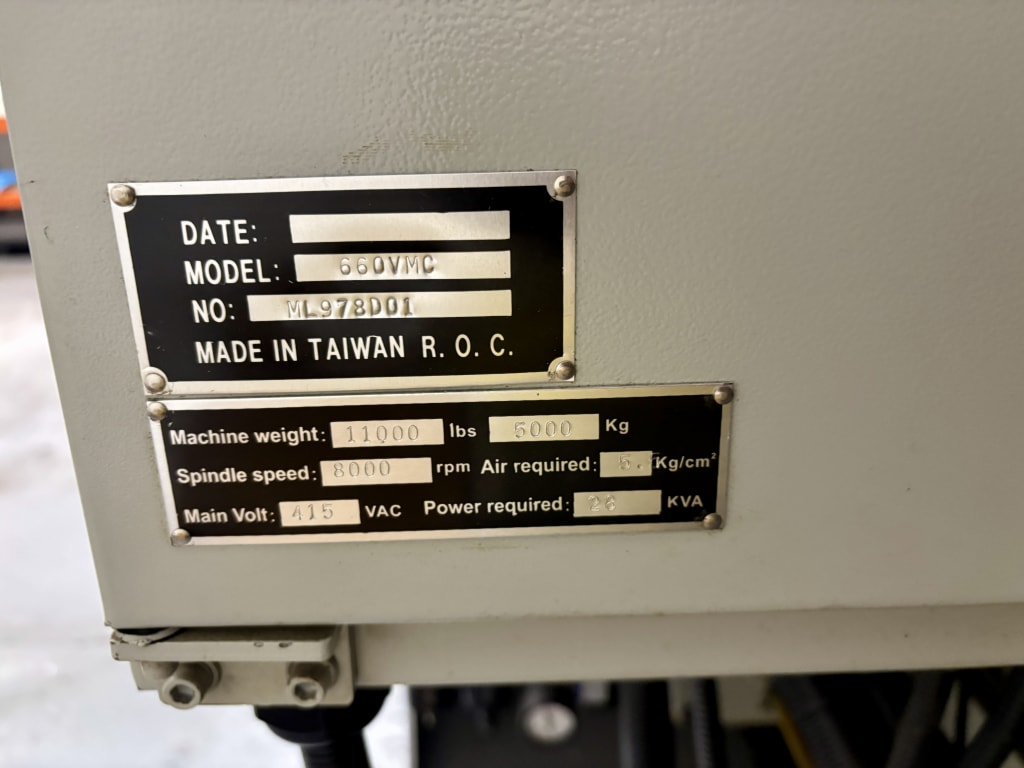 DATE:
MODEL: 660VMC
NO: ML978D01
MADE IN TAIWAN R. O. C.
Machine weight: 11000 lbs 5000 Kg
Spindle speed: 8000 rpm Air required: Kg/cm²
Main Volt: 415 VAC Power required: KVA